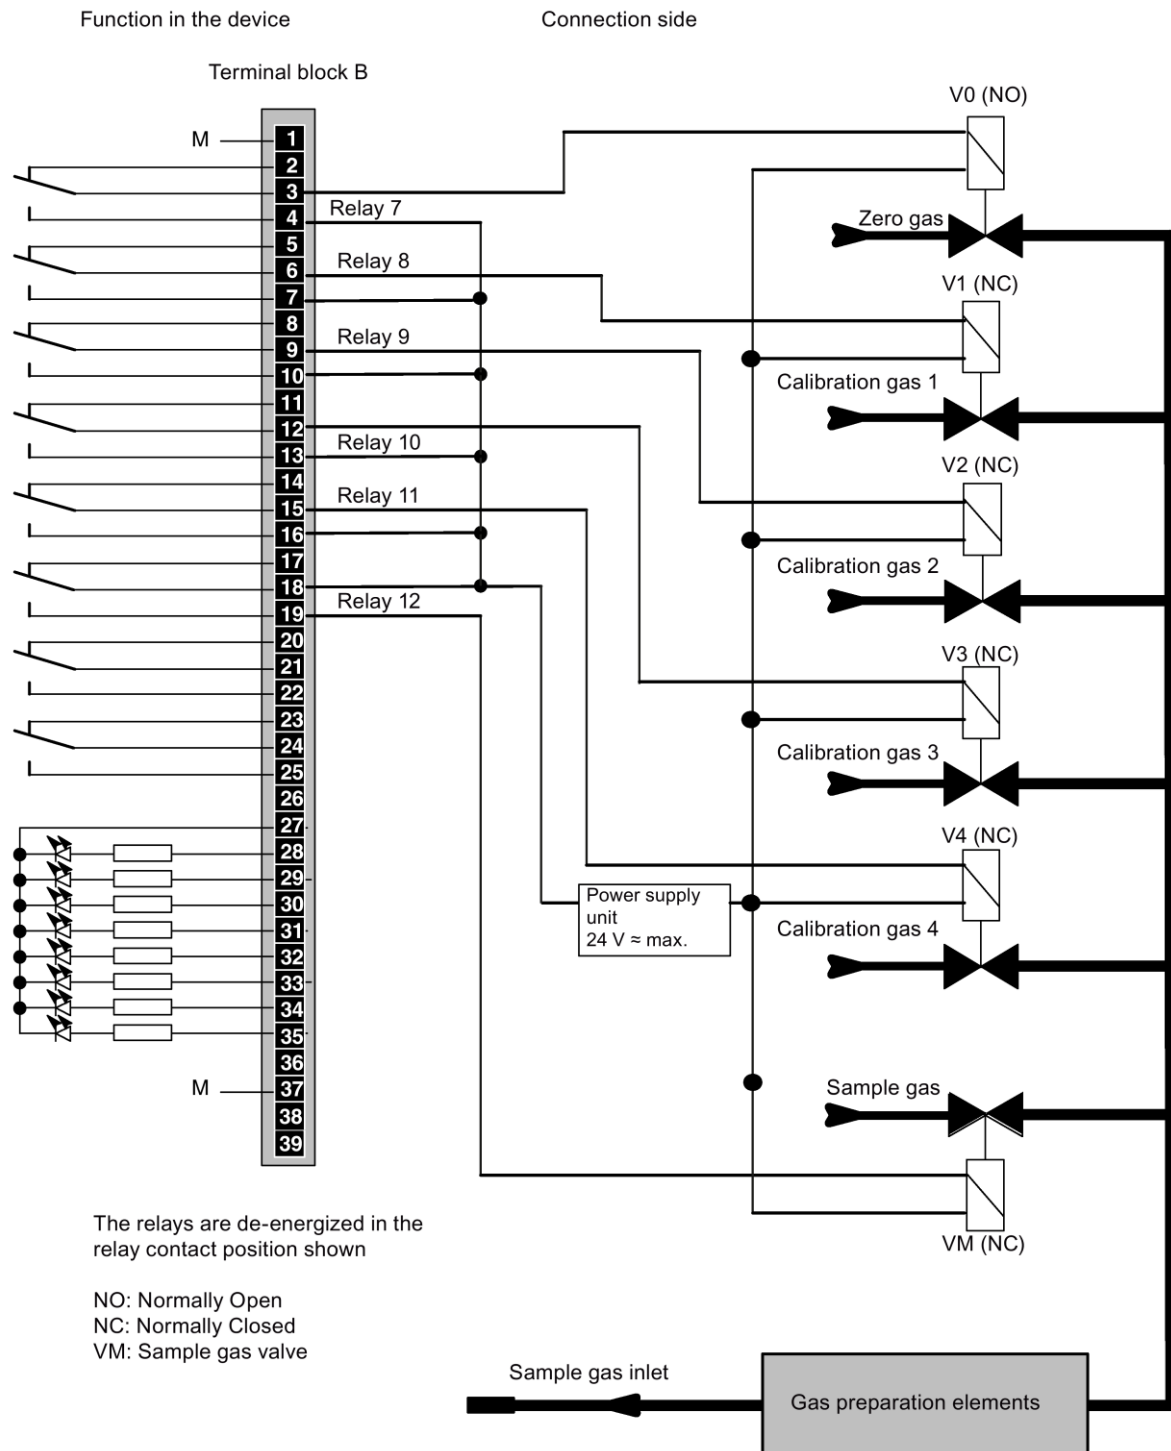 Function in the device
Connection side
Terminal block B
V0 (NO)
M
1
2
3
4
5
6
7
8
9
10
11
12
13
14
15
16
17
18
19
20
21
22
23
24
25
26
27
28
29
30
31
32
33
34
35
36
M
37
38
39
Relay 7
Relay 8
Relay 9
Relay 10
Relay 11
Relay 12
Zero gas
V1 (NC)
Calibration gas 1
V2 (NC)
Calibration gas 2
V3 (NC)
Calibration gas 3
V4 (NC)
Power supply
unit
24 V ≈ max.
Calibration gas 4
Sample gas
VM (NC)
The relays are de-energized in the
relay contact position shown
NO: Normally Open
NC: Normally Closed
VM: Sample gas valve
Sample gas inlet
Gas preparation elements